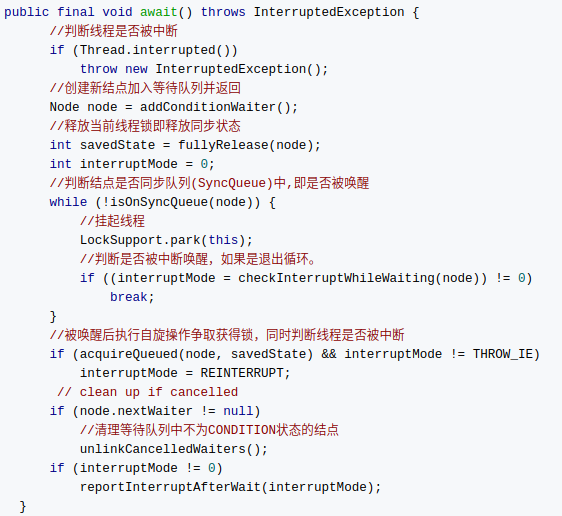 public final void await() throws InterruptedException {
//判断线程是否被中断
if (Thread.interrupted())
throw new InterruptedException();
//创建新结点加入等待队列并返回
Node node = addConditionWaiter();
//释放当前线程锁即释放同步状态
int savedState = fullyRelease(node);
int interruptMode = 0;
//判断结点是否同步队列(SyncQueue)中,即是否被唤醒
while (!isOnSyncQueue(node)) {
//挂起线程
LockSupport.park(this);
//判断是否被中断唤醒，如果是退出循环。
if ((interruptMode = checkInterruptWhileWaiting(node)) != 0)
break;
}
//被唤醒后执行自旋操作争取获得锁，同时判断线程是否被中断
if (acquireQueued(node, savedState) && interruptMode != THROW_IE)
interruptMode = REINTERRUPT;
// clean up if cancelled
if (node.nextWaiter != null)
//清理等待队列中不为CONDITION状态的结点
unlinkCancelledWaiters();
if (interruptMode != 0)
reportInterruptAfterWait(interruptMode);
}